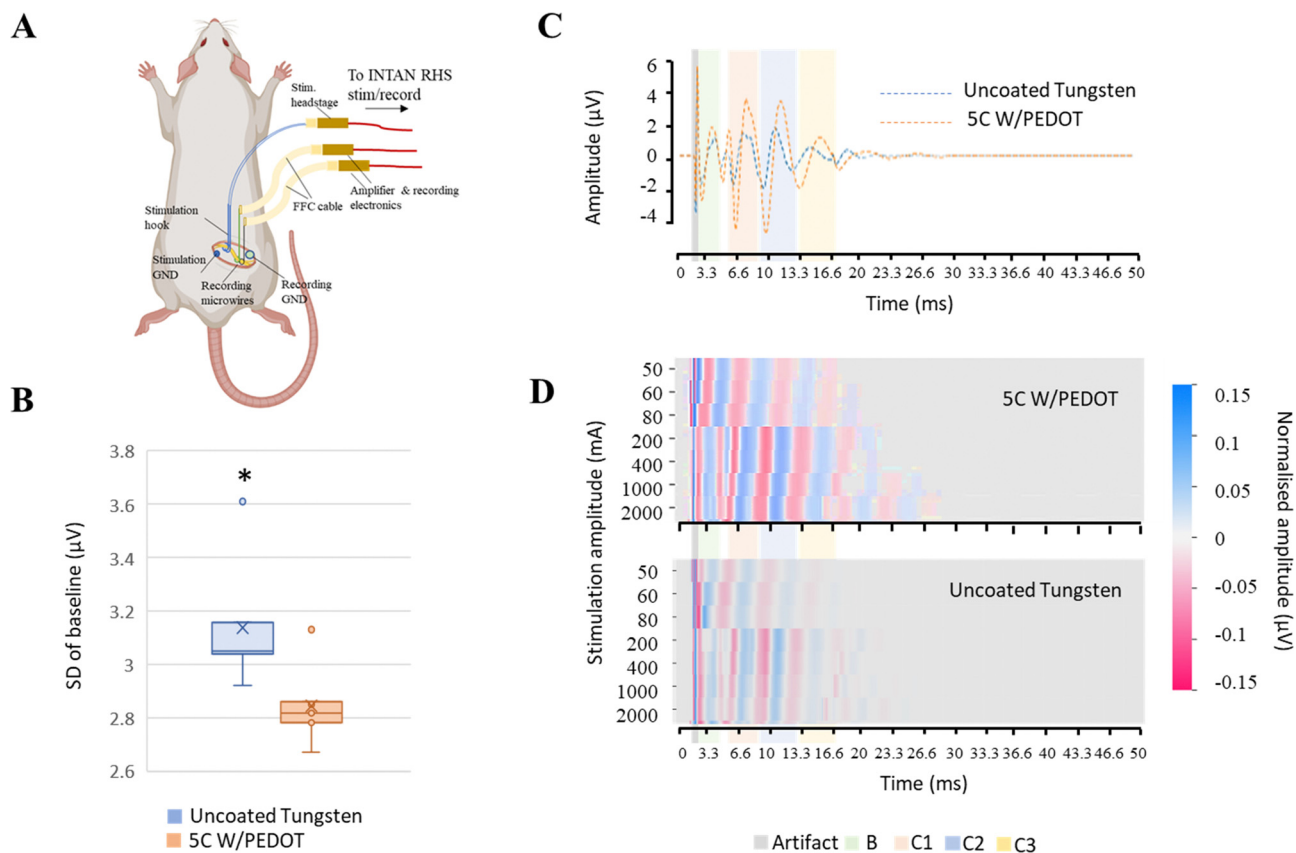 A
To INTAN RHS
stim/record
Stim.
headstage
Amplifier & recording
electronics
FFC cable
Stimulation
hook
Stimulation
GND
Recording
microwires
Recording
GND
B
SD of baseline (µV)
3.8
3.6
3.4
3.2
3
2.8
2.6
*
Uncoated Tungsten
5C W/PEDOT
C
Amplitude (µV)
6
4
2
0
-2
-4
Uncoated Tungsten
5C W/PEDOT
0 3.3 6.6 10 13.3 16.6 20 23.3 26.6 30 33.3 36.6 40 43.3 46.6 50
Time (ms)
D
Stimulation amplitude (mA)
50
60
80
200
400
1000
2000
5C W/PEDOT
50
60
80
200
400
1000
2000
Uncoated Tungsten
0 3.3 6.6 10 13.3 16.6 20 23.3 26.6 30 33.3 36.6 40 43.3 46.6 50
Time (ms)
0.15
0.1
0.05
0
-0.05
-0.1
-0.15
Normalised amplitude (µV)
Artifact B C1 C2 C3